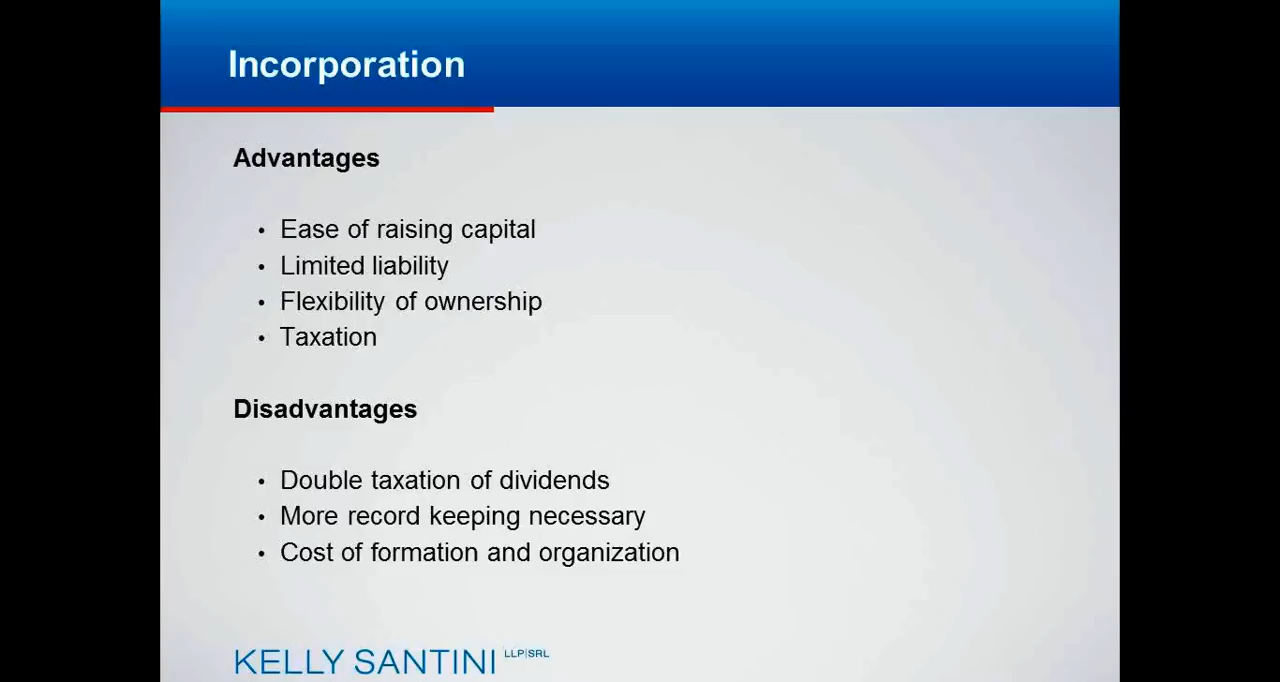 Incorporation
Advantages
• Ease of raising capital
• Limited liability
• Flexibility of ownership
• Taxation
Disadvantages
• Double taxation of dividends
• More record keeping necessary
• Cost of formation and organization
KELLY SANTINI LLP|SRL